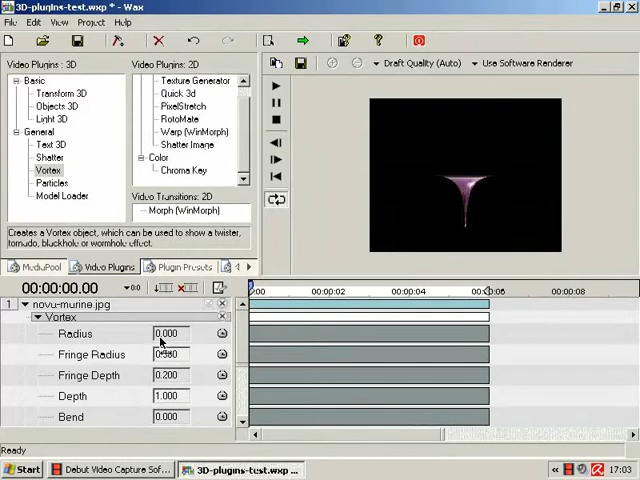 3D-plugins-test.wxp * - Wax
File Edit View Project Help
Draft Quality (Auto) Use Software Renderer
Video Plugins : 3D
Basic
Transform 3D
Objects 3D
Light 3D
General
Text 3D
Shatter
Vortex
Particles
Model Loader
Video Plugins: 2D
Texture Generator
Quick 3d
PixelStretch
RotoMate
Warp (WinMorph)
Shatter Image
Color
Chroma Key
Video Transitions: 2D
Morph (WinMorph)
Creates a Vortex object, which can be used to show a twister,
tornado, blackhole or wormhole effect.
MediaPool Video Plugins Plugin Presets
00:00:00.00 :0 :00 00:00:02 00:00:04 00:00:06 00:00:08
1 novu-murine.jpg
Vortex
Radius 0.000
Fringe Radius
Fringe Depth 0.200
Depth 1.000
Bend 0.000
Ready
Start Debut Video Capture Sof... 3D-plugins-test.wxp ... « 17:03